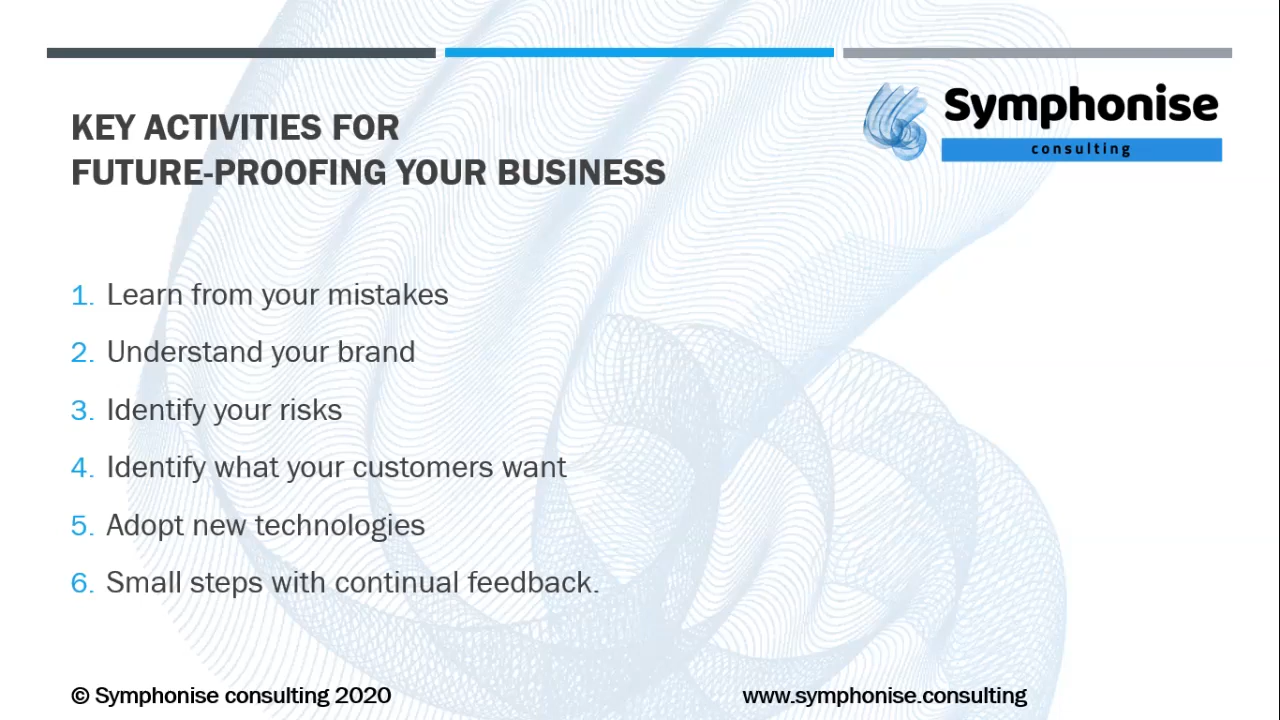 KEY ACTIVITIES FOR
FUTURE-PROOFING YOUR BUSINESS
Symphonise
consulting
1. Learn from your mistakes
2. Understand your brand
3. Identify your risks
4. Identify what your customers want
5. Adopt new technologies
6. Small steps with continual feedback.
© Symphonise consulting 2020
www.symphonise.consulting